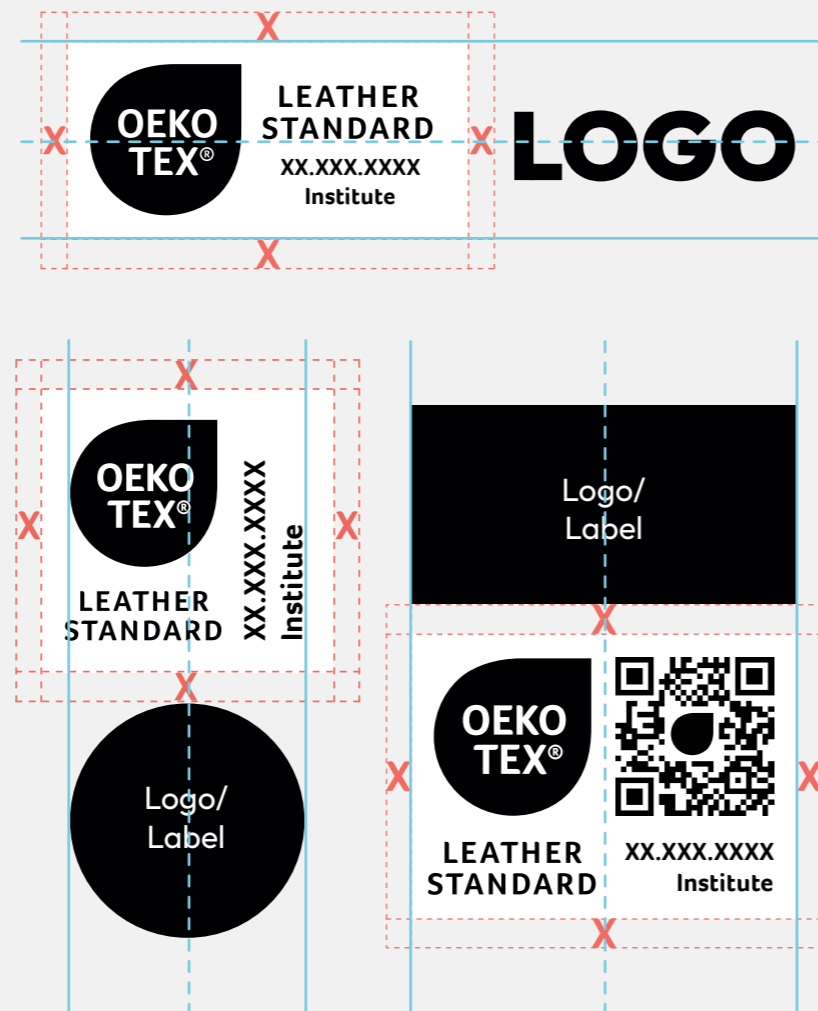 X
OEKO
TEX®
LEATHER
STANDARD
XX.XXX.XXXX
Institute
X
X
LOGO
X
X
OEKO
TEX®
LEATHER
STANDARD
XX.XXX.XXXX
Institute
X
X
X
Logo/
Label
Logo/
Label
X
OEKO
TEX®
LEATHER
STANDARD
XX.XXX.XXXX
Institute
X
X
X